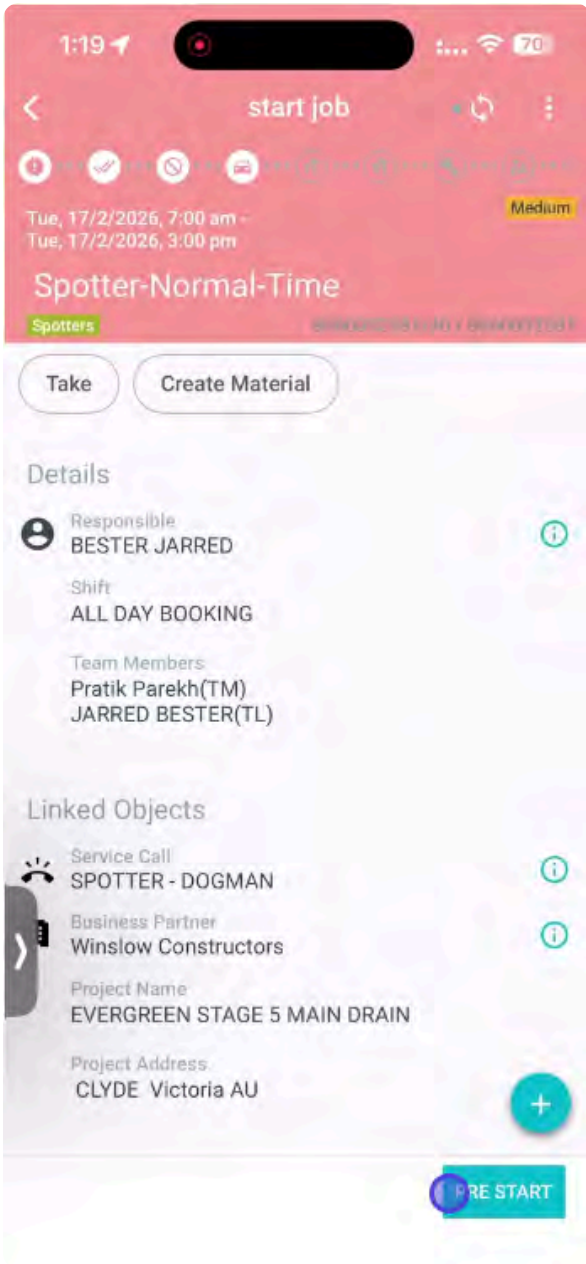 1:19
70
start job
Tue, 17/2/2026, 7:00 am -
Tue, 17/2/2026, 3:00 pm
Medium
Spotter-Normal-Time
Spotters
Take
Create Material
Details
Responsible
BESTER JARRED
Shift
ALL DAY BOOKING
Team Members
Pratik Parekh(TM)
JARRED BESTER(TL)
Linked Objects
Service Call
SPOTTER - DOGMAN
Business Partner
Winslow Constructors
Project Name
EVERGREEN STAGE 5 MAIN DRAIN
Project Address
CLYDE Victoria AU
+
PRE START